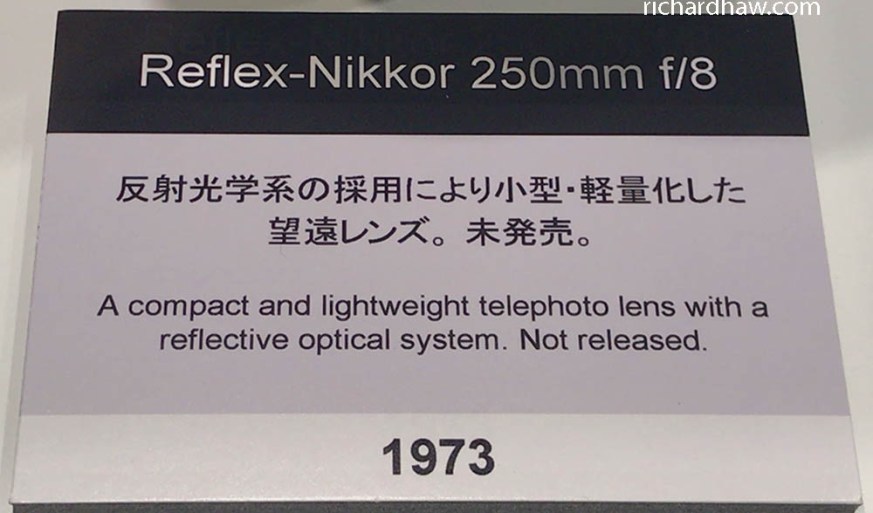 richardhaw.com
Reflex-Nikkor 250mm f/8
反射光学系の採用により小型・軽量化した
望遠レンズ。未発売。
A compact and lightweight telephoto lens with a
reflective optical system. Not released.
1973